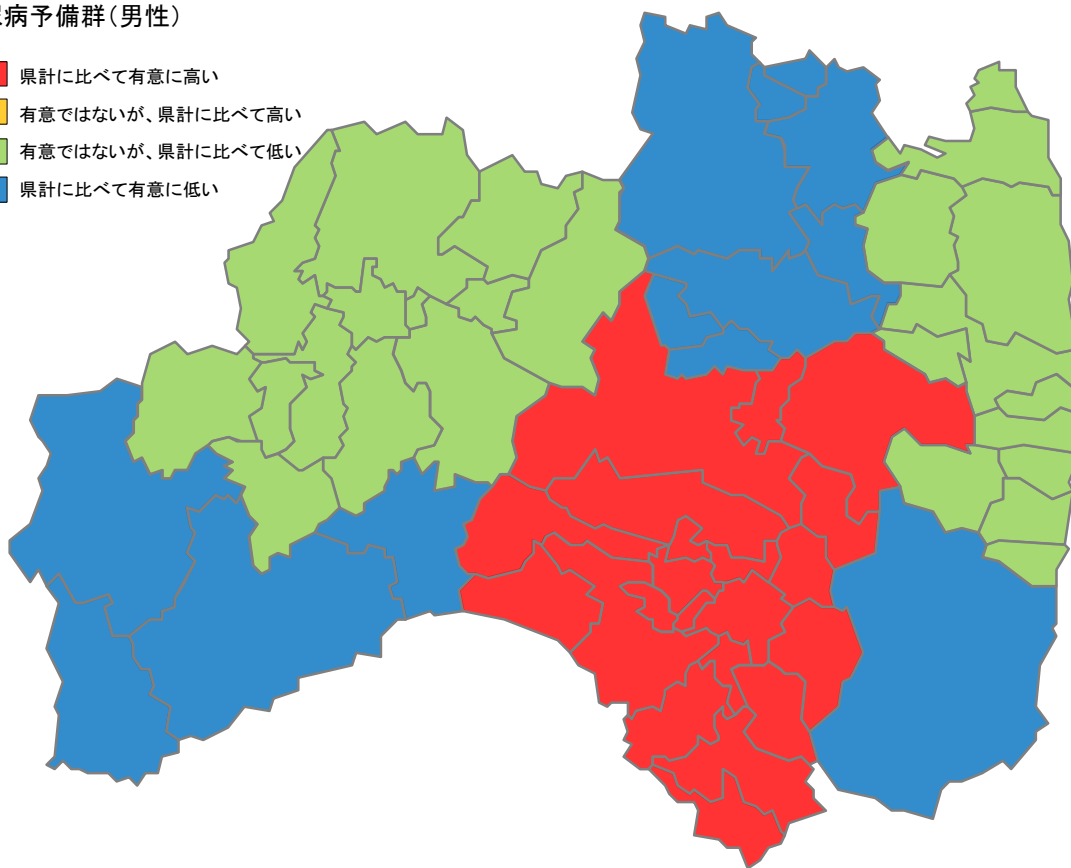 病予備群(男性)
県計に比べて有意に高い
有意ではないが、県計に比べて高い
有意ではないが、県計に比べて低い
県計に比べて有意に低い